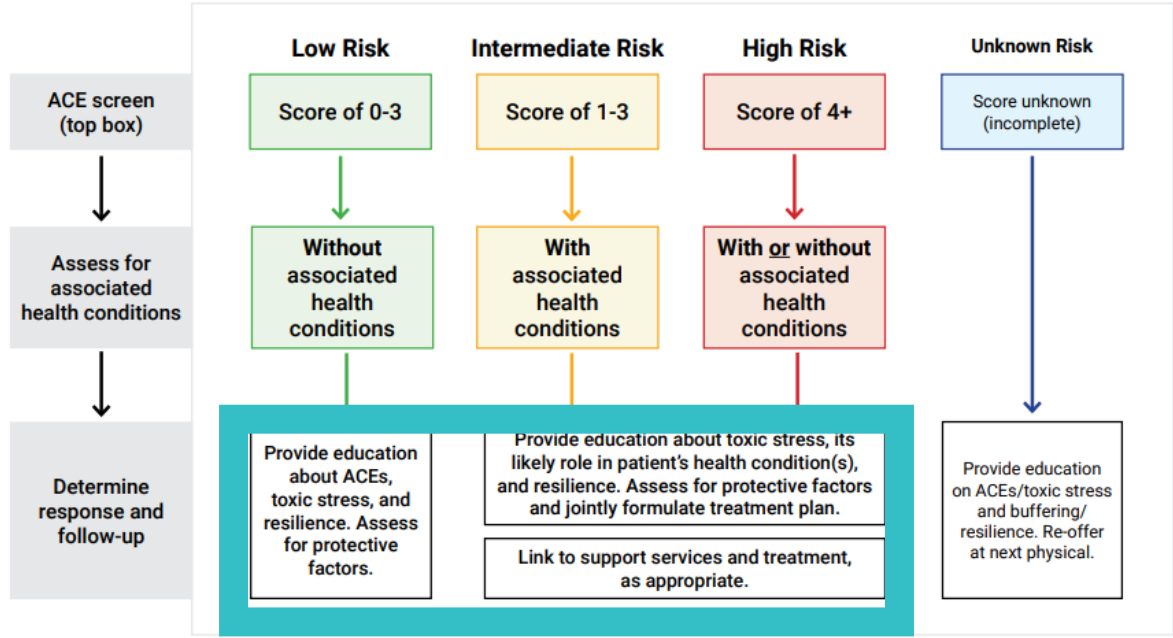 Low Risk
Intermediate Risk
High Risk
Unknown Risk
ACE screen
(top box)
Score of 0-3
Score of 1-3
Score of 4+
Score unknown
(incomplete)
Assess for
associated
health conditions
Without
associated
health
conditions
With
associated
health
conditions
With or without
associated
health
conditions
Determine
response and
follow-up
Provide education
about ACEs,
toxic stress, and
and resilience. Assess
for protective
factors.
Provide education about toxic stress, its
likely role in patient’s health condition(s),
and resilience. Assess for protective factors
and jointly formulate treatment plan.
Link to support services and treatment,
as appropriate.
Provide education
on ACEs/toxic stress
and buffering/
resilience. Re-offer
at next physical.